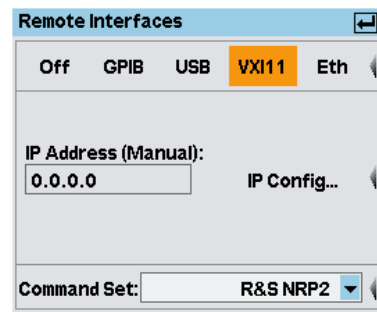 Remote Interfaces
Off GPIB USB VXI11 Eth
IP Address (Manual):
0.0.0.0 IP Config...
Command Set: R&S NRP2